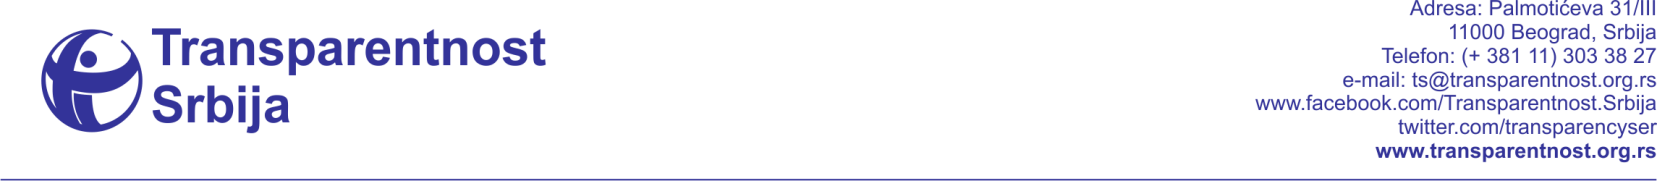 Transparentnost
Srbija
Adresa: Palmotićeva 31/III
11000 Beograd, Srbija
Telefon: (+ 381 11) 303 38 27
e-mail: ts@transparentnost.org.rs
www.facebook.com/Transparentnost.Srbija
twitter.com/transparencyser
www.transparentnost.org.rs